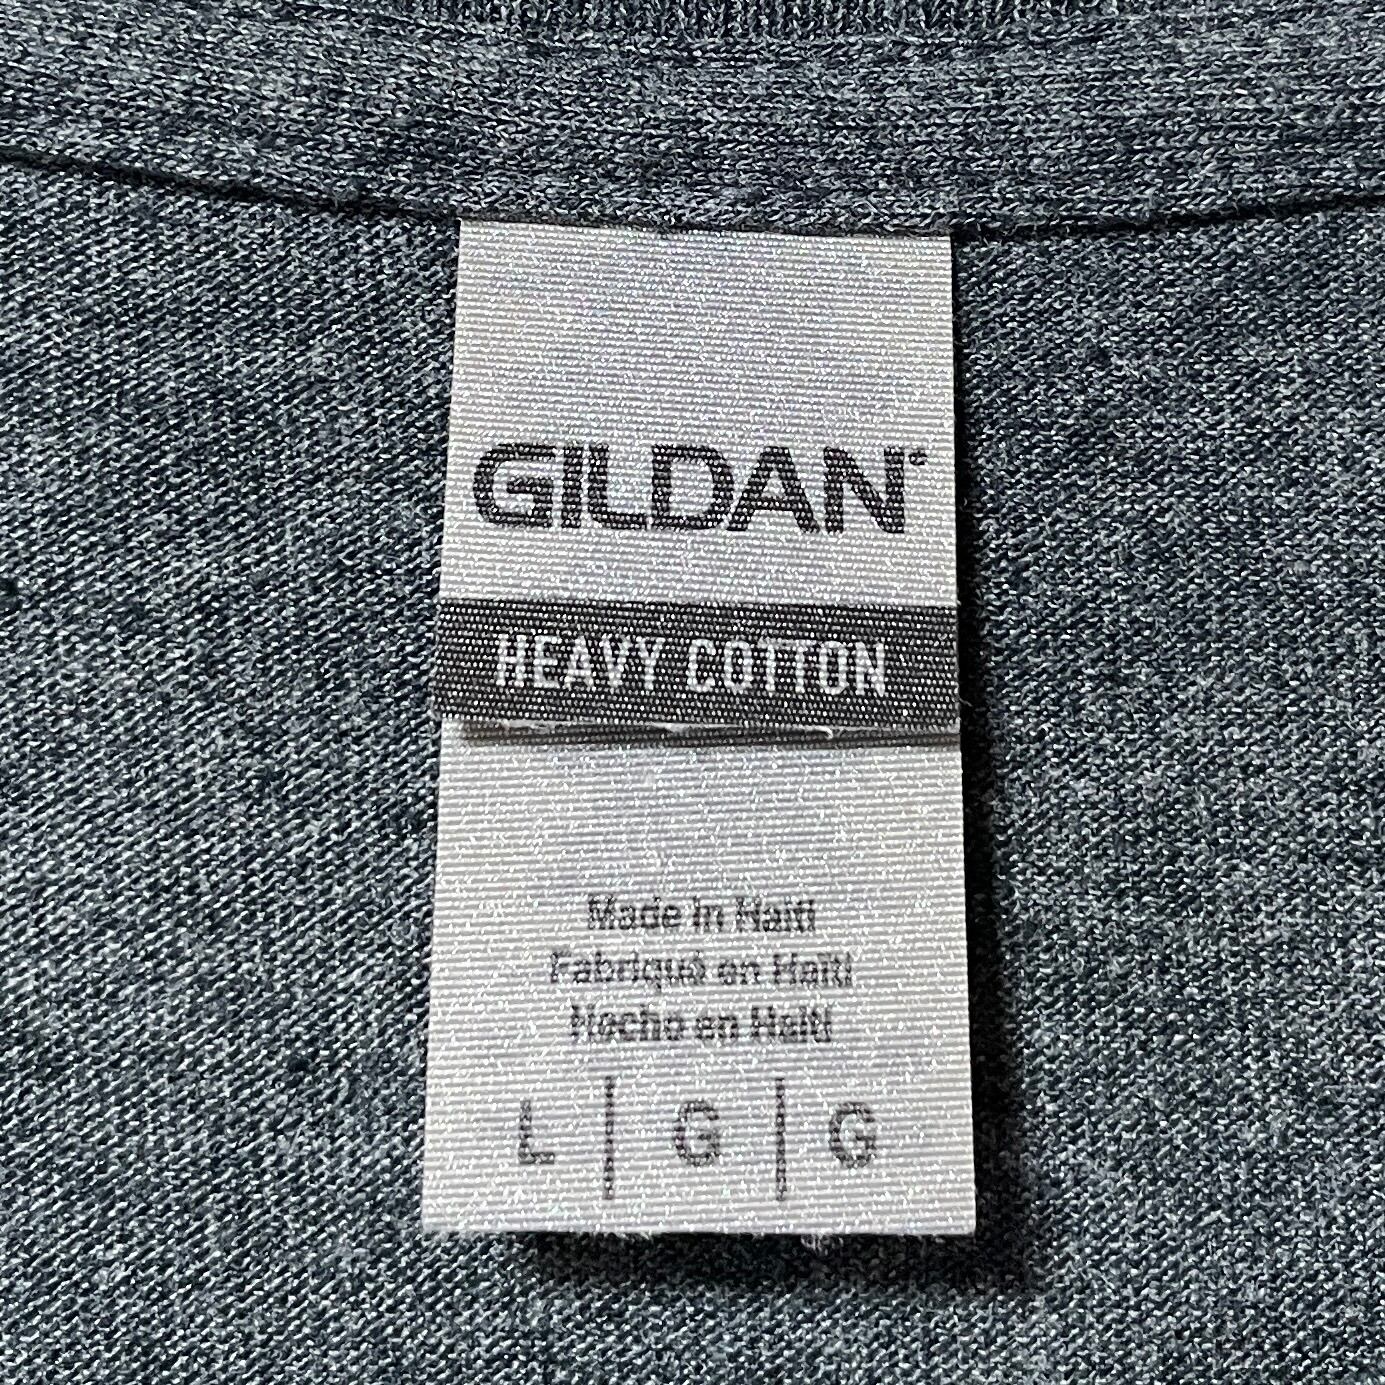 GILDAN®
HEAVY COTTON
Made in Haiti
Fabriqué en Haïti
Hecho en Haití
L | G | G